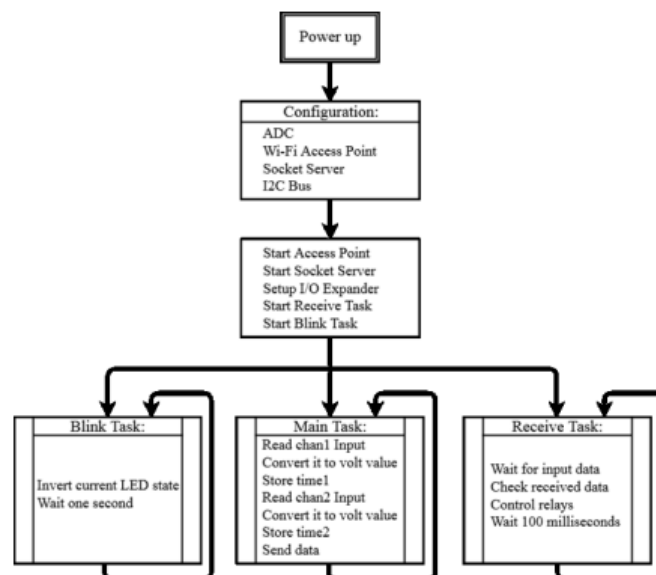 Power up
Configuration:
ADC
Wi-Fi Access Point
Socket Server
I2C Bus
Start Access Point
Start Socket Server
Setup I/O Expander
Start Receive Task
Start Blink Task
Blink Task:
Invert current LED state
Wait one second
Main Task:
Read chan1 Input
Convert it to volt value
Store time1
Read chan2 Input
Convert it to volt value
Store time2
Send data
Receive Task:
Wait for input data
Check received data
Control relays
Wait 100 milliseconds